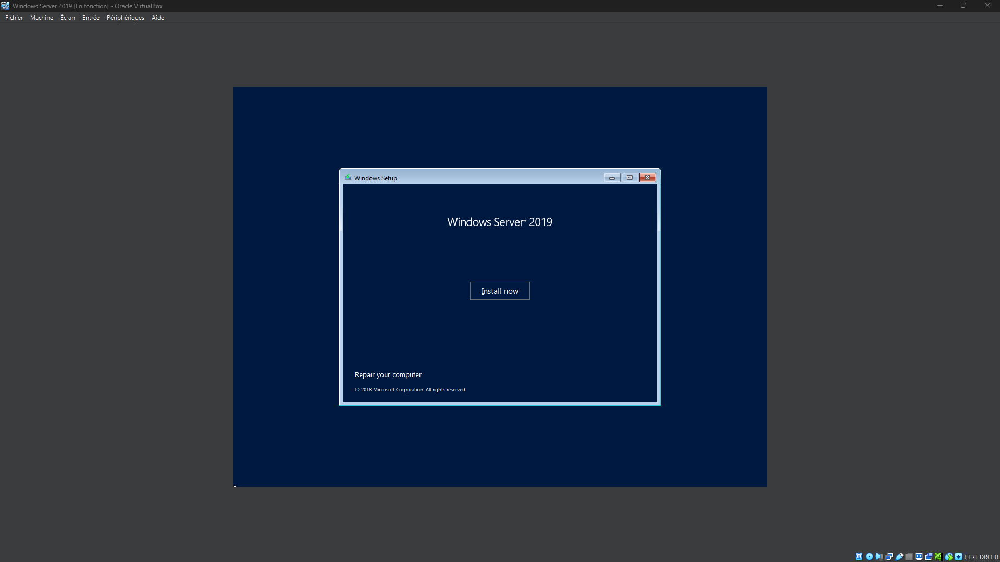 Windows Server 2019 [En fonction] - Oracle VirtualBox
Fichier Machine Écran Entrée Périphériques Aide
Windows Setup
Windows Server® 2019
Install now
Repair your computer
© 2018 Microsoft Corporation. All rights reserved.
CTRL DROITE